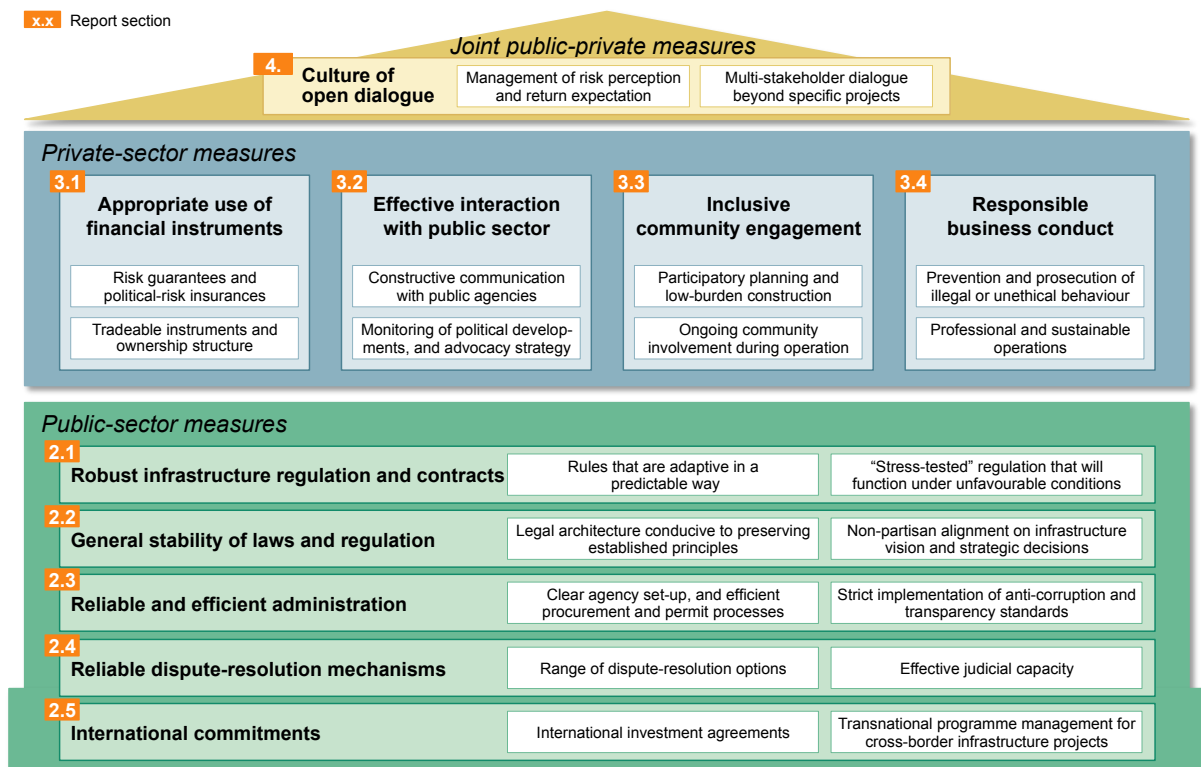 x.x Report section
Joint public-private measures
4.
Culture of
open dialogue
Management of risk perception
and return expectation
Multi-stakeholder dialogue
beyond specific projects
Private-sector measures
3.1
Appropriate use of
financial instruments
Risk guarantees and
political-risk insurances
Tradeable instruments and
ownership structure
3.2
Effective interaction
with public sector
Constructive communication
with public agencies
Monitoring of political develop-
ments, and advocacy strategy
3.3
Inclusive
community engagement
Participatory planning and
low-burden construction
Ongoing community
involvement during operation
3.4
Responsible
business conduct
Prevention and prosecution of
illegal or unethical behaviour
Professional and sustainable
operations
Public-sector measures
2.1
Robust infrastructure regulation and contracts
Rules that are adaptive in a
predictable way
“Stress-tested” regulation that will
function under unfavourable conditions
2.2
General stability of laws and regulation
Legal architecture conducive to preserving
established principles
Non-partisan alignment on infrastructure
vision and strategic decisions
2.3
Reliable and efficient administration
Clear agency set-up, and efficient
procurement and permit processes
Strict implementation of anti-corruption and
transparency standards
2.4
Reliable dispute-resolution mechanisms
Range of dispute-resolution options
Effective judicial capacity
2.5
International commitments
International investment agreements
Transnational programme management for
cross-border infrastructure projects